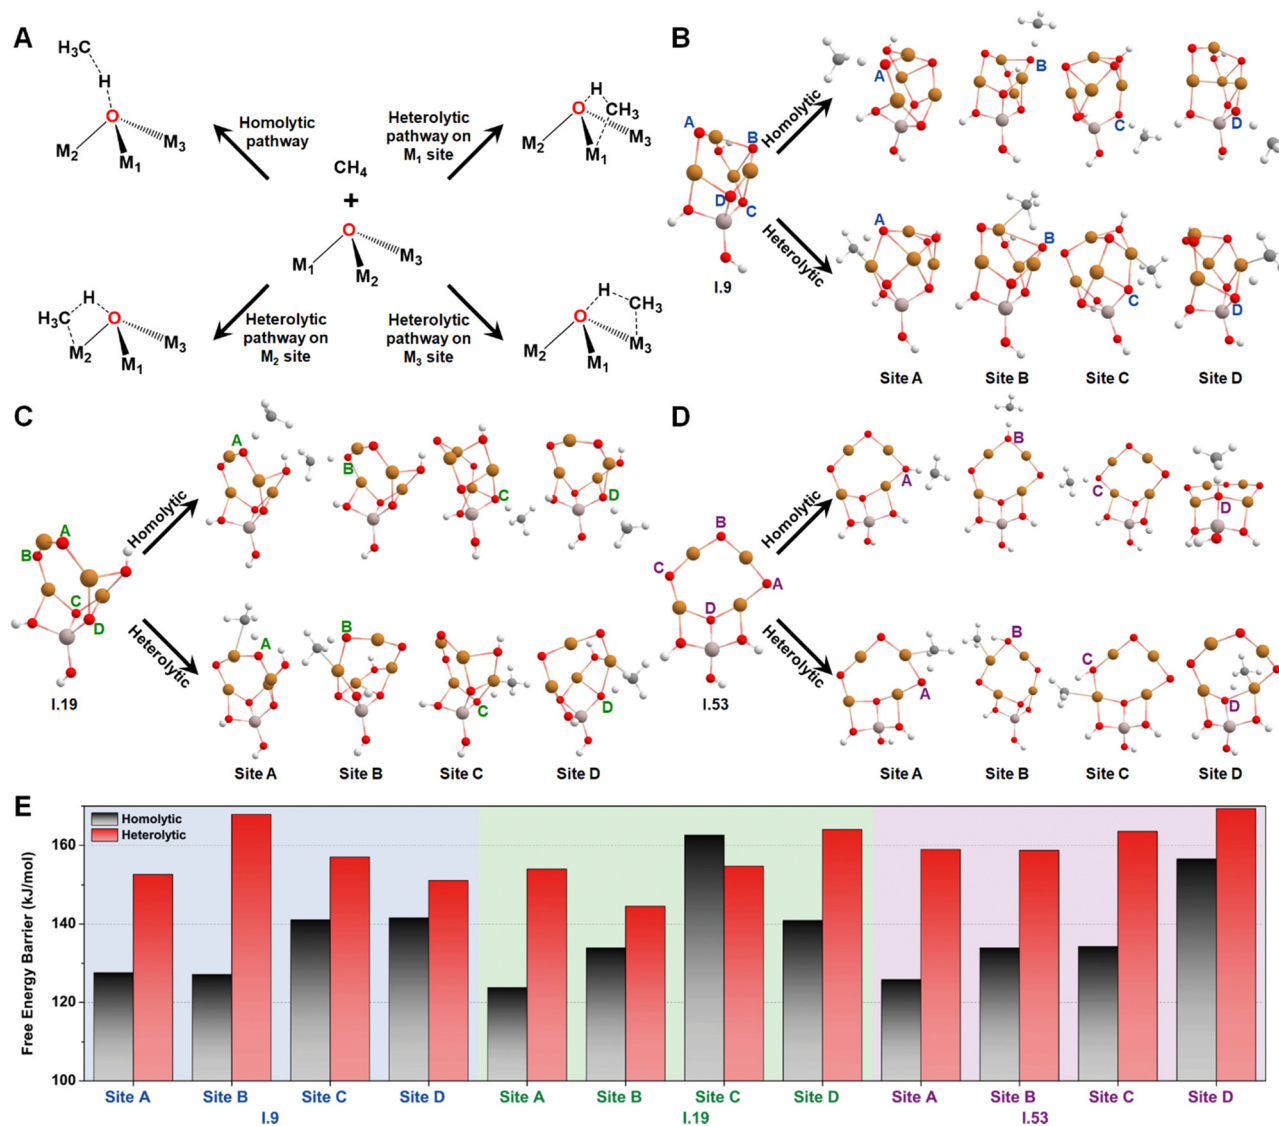 A
H₃C
H
O
M₂
M₁
M₃
Homolytic
pathway
Heterolytic
pathway on
M₁ site
H
O
CH₃
M₂
M₁
M₃
CH₄
+
O
M₁
M₂
M₃
H
H₃C
O
M₂
M₁
M₃
Heterolytic
pathway on
M₂ site
Heterolytic
pathway on
M₃ site
H
O
CH₃
M₂
M₁
M₃
B
A
B
D
C
I.9
Homolytic
Heterolytic
A
B
C
D
A
B
C
D
Site A
Site B
Site C
Site D
C
A
B
C
D
I.19
Homolytic
Heterolytic
A
B
C
D
A
B
C
D
Site A
Site B
Site C
Site D
D
B
C
A
D
I.53
Homolytic
Heterolytic
A
B
C
D
A
B
C
D
Site A
Site B
Site C
Site D
E
Homolytic
Heterolytic
Free Energy Barrier (kJ/mol)
160
140
120
100
Site A Site B Site C Site D Site A Site B Site C Site D Site A Site B Site C Site D
I.9 I.19 I.53